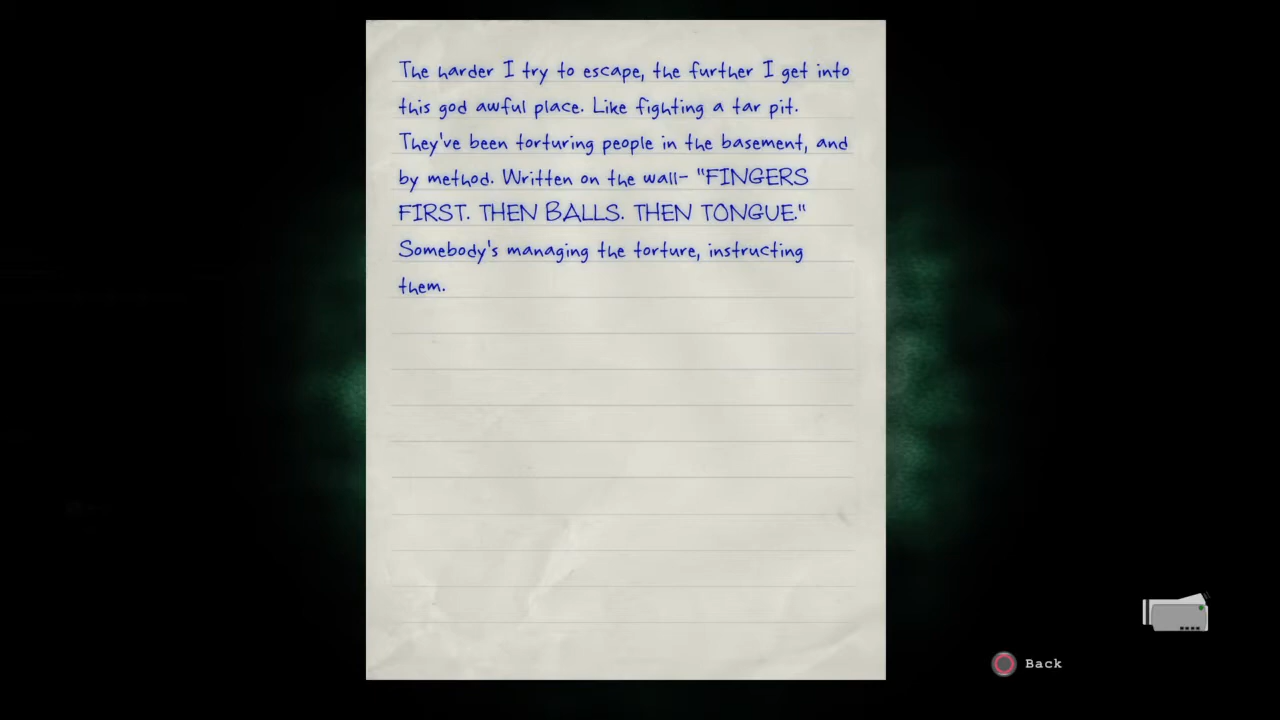 The harder I try to escape, the further I get into
this god awful place. Like fighting a tar pit.
They've been torturing people in the basement, and
by method. Written on the wall- "FINGERS
FIRST. THEN BALLS. THEN TONGUE."
Somebody's managing the torture, instructing
them.
Back